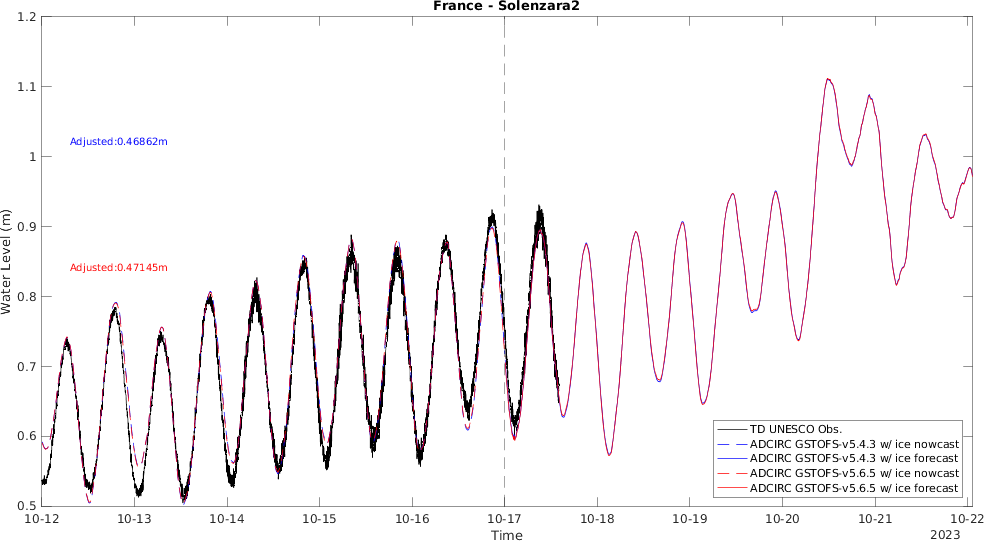 France - Solenzara2
Water Level (m)
1.2
1.1
1
0.9
0.8
0.7
0.6
0.5
Adjusted:0.46862m
Adjusted:0.47145m
TD UNESCO Obs.
ADCIRC GSTOFS-v5.4.3 w/ ice nowcast
ADCIRC GSTOFS-v5.4.3 w/ ice forecast
ADCIRC GSTOFS-v5.6.5 w/ ice nowcast
ADCIRC GSTOFS-v5.6.5 w/ ice forecast
10-12 10-13 10-14 10-15 10-16 10-17 10-18 10-19 10-20 10-21 10-22
Time
2023